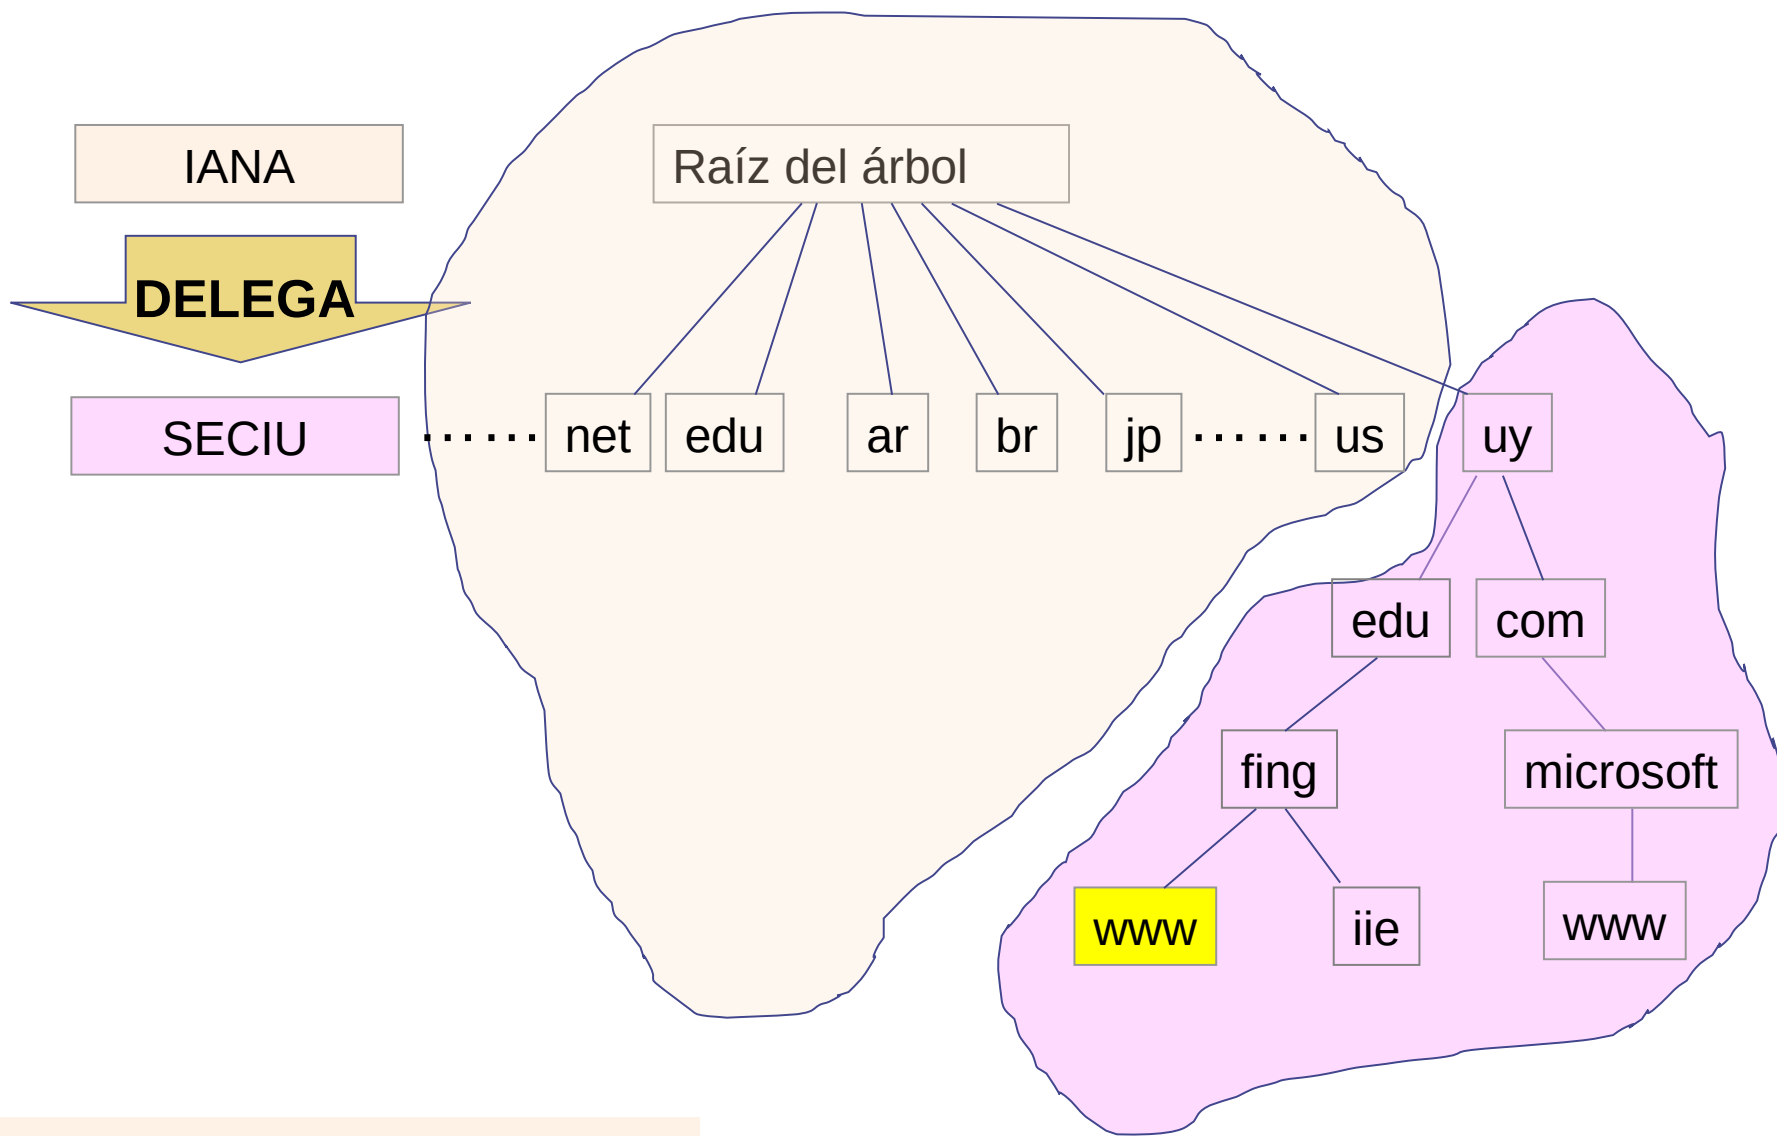 IANA
Raíz del árbol
DELEGA
SECIU
...... net edu ar br jp ...... us uy
edu com
fing microsoft
www iie www